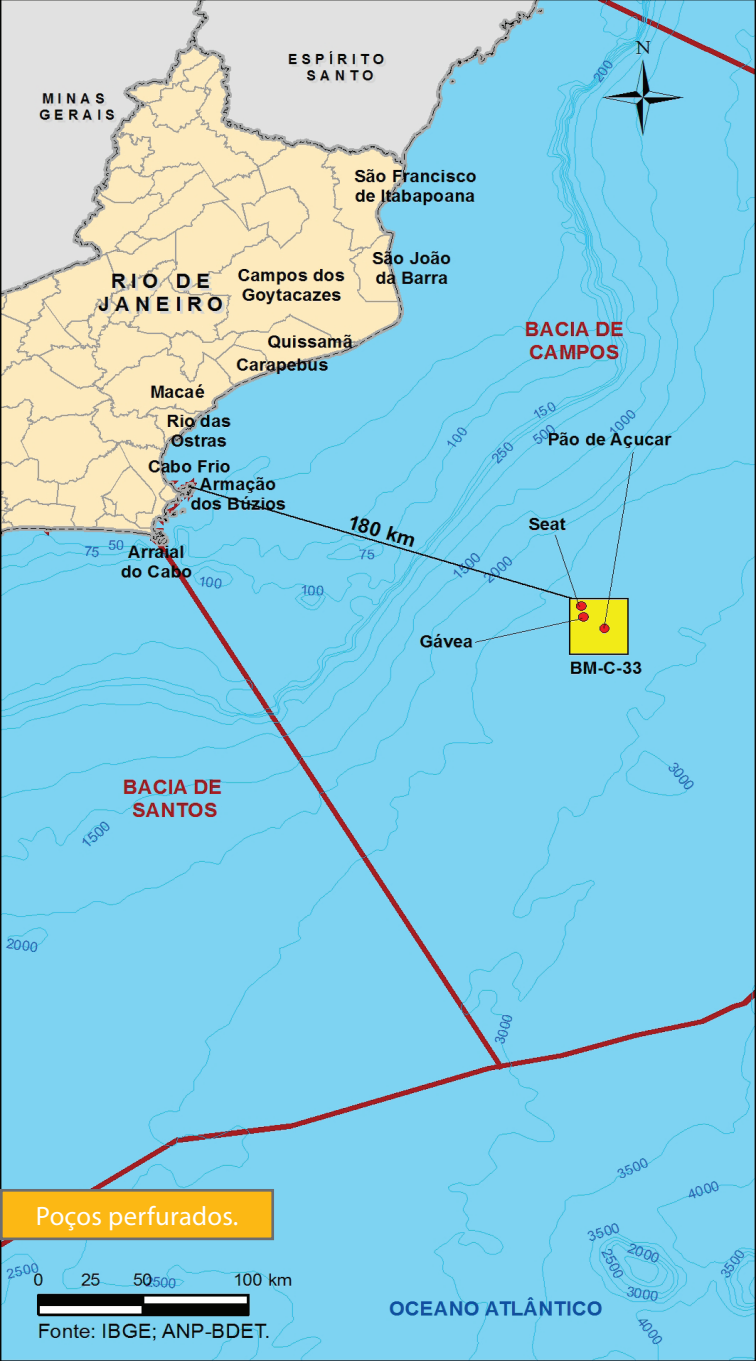 ESPÍRITO
SANTO
N
200
MINAS
GERAIS
São Francisco
de Itabapoana
São João
da Barra
RIO DE
JANEIRO
Campos dos
Goytacazes
BACIA DE
CAMPOS
Quissamã
Carapebus
Macaé
Rio das
Ostras
150
100
250
500
1000
Pão de Açucar
Cabo Frio
Armação
dos Búzios
180 km
Seat
75
50
75
1500
2000
Arraial
do Cabo
100
100
Gávea
BM-C-33
3000
BACIA DE
SANTOS
1500
2000
3000
3500
4000
Poços perfurados.
3500
2000
2500
3500
3000
4000
2500
2500
0 25 50 100 km
OCEANO ATLÂNTICO
Fonte: IBGE; ANP-BDET.